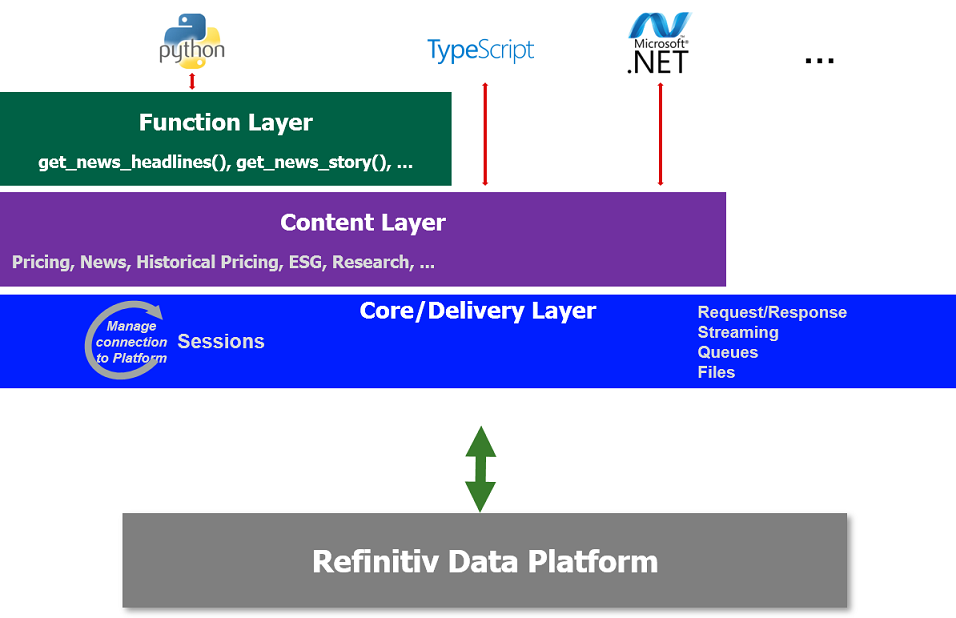 python
TypeScript
Microsoft®
.NET
...
Function Layer
get_news_headlines(), get_news_story(), ...
Content Layer
Pricing, News, Historical Pricing, ESG, Research, ...
Core/Delivery Layer
Manage
connection
to Platform
Sessions
Request/Response
Streaming
Queues
Files
Refinitiv Data Platform